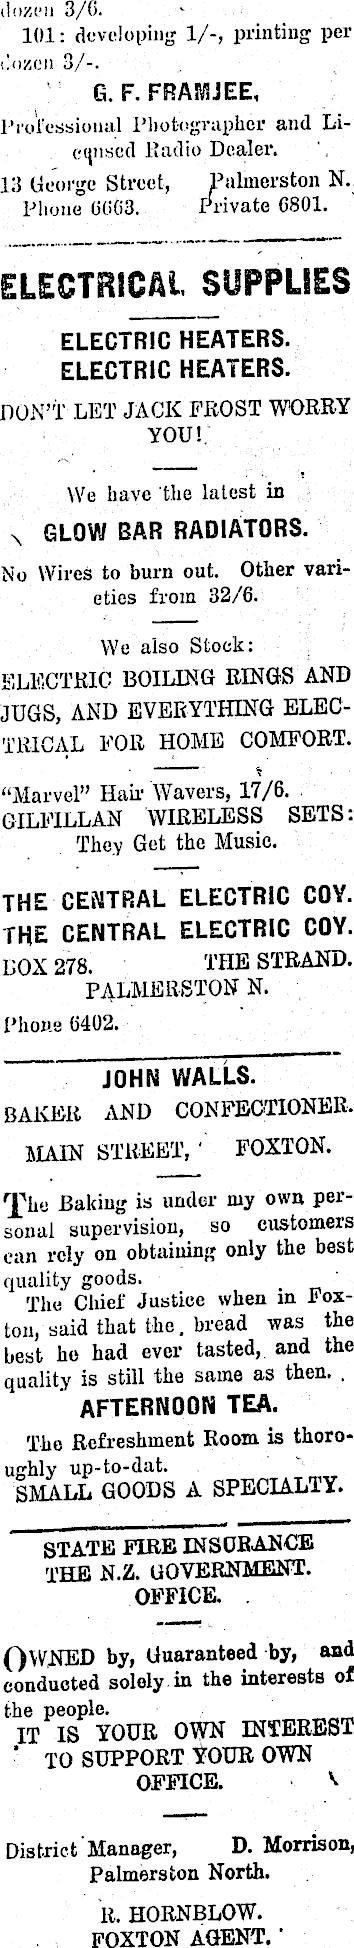 dozen 3/6.
101: developing 1/-, printing per
dozen 3/-.
G. F. FRAMJEE,
Professional Photographer and Li-
censed Radio Dealer.
13 George Street, Palmerston N.
Phone 6663. Private 6801.
ELECTRICAL SUPPLIES
ELECTRIC HEATERS.
ELECTRIC HEATERS.
DON'T LET JACK FROST WORRY
YOU!
We have the latest in
GLOW BAR RADIATORS.
No Wires to burn out. Other vari-
eties from 32/6.
We also Stock:
ELECTRIC BOILING RINGS AND
JUGS, AND EVERYTHING ELEC-
TRICAL FOR HOME COMFORT.
"Marvel" Hair Wavers, 17/6.
GILFILLAN WIRELESS SETS:
They Get the Music.
THE CENTRAL ELECTRIC COY.
THE CENTRAL ELECTRIC COY.
BOX 278. THE STRAND.
PALMERSTON N.
Phone 6402.
JOHN WALLS.
BAKER AND CONFECTIONER.
MAIN STREET, FOXTON.
The Baking is under my own per-
sonal supervision, so customers
can rely on obtaining only the best
quality goods.
The Chief Justice when in Fox-
ton, said that the bread was the
best he had ever tasted, and the
quality is still the same as then.
AFTERNOON TEA.
The Refreshment Room is thoro-
ughly up-to-dat.
SMALL GOODS A SPECIALTY.
STATE FIRE INSURANCE
THE N.Z. GOVERNMENT.
OFFICE.
OWNED by, Guaranteed by, and
conducted solely in the interests of
the people.
IT IS YOUR OWN INTEREST
TO SUPPORT YOUR OWN
OFFICE.
District Manager, D. Morrison,
Palmerston North.
R. HORNBLOW.
FOXTON AGENT.